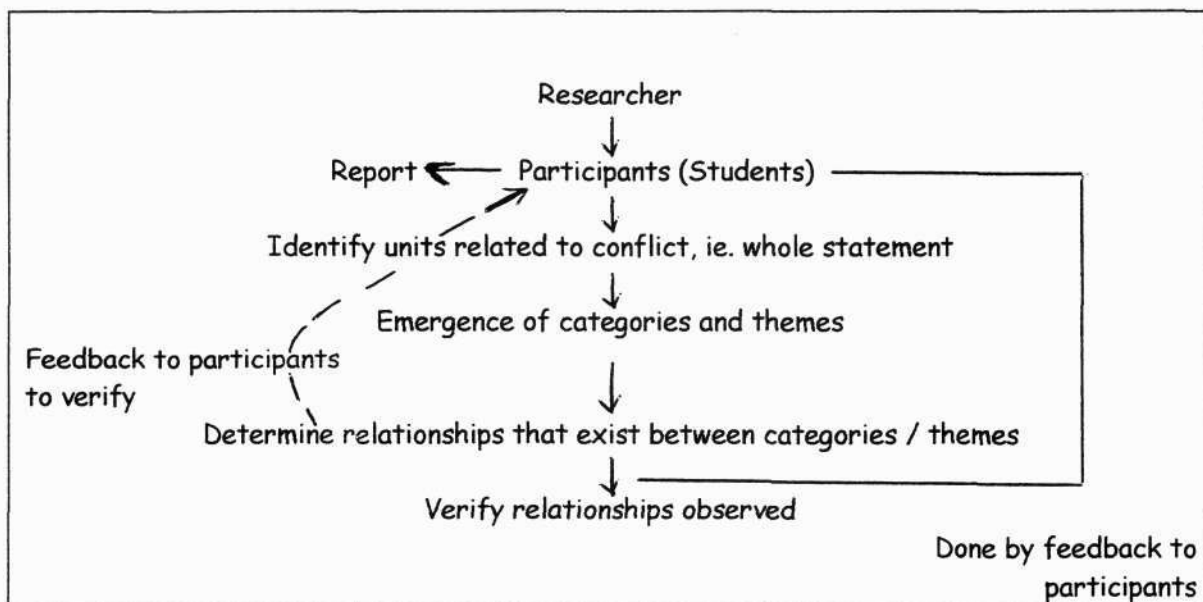 Researcher
Report
Participants (Students)
Identify units related to conflict, ie. whole statement
Emergence of categories and themes
Feedback to participants
to verify
Determine relationships that exist between categories / themes
Verify relationships observed
Done by feedback to
participants